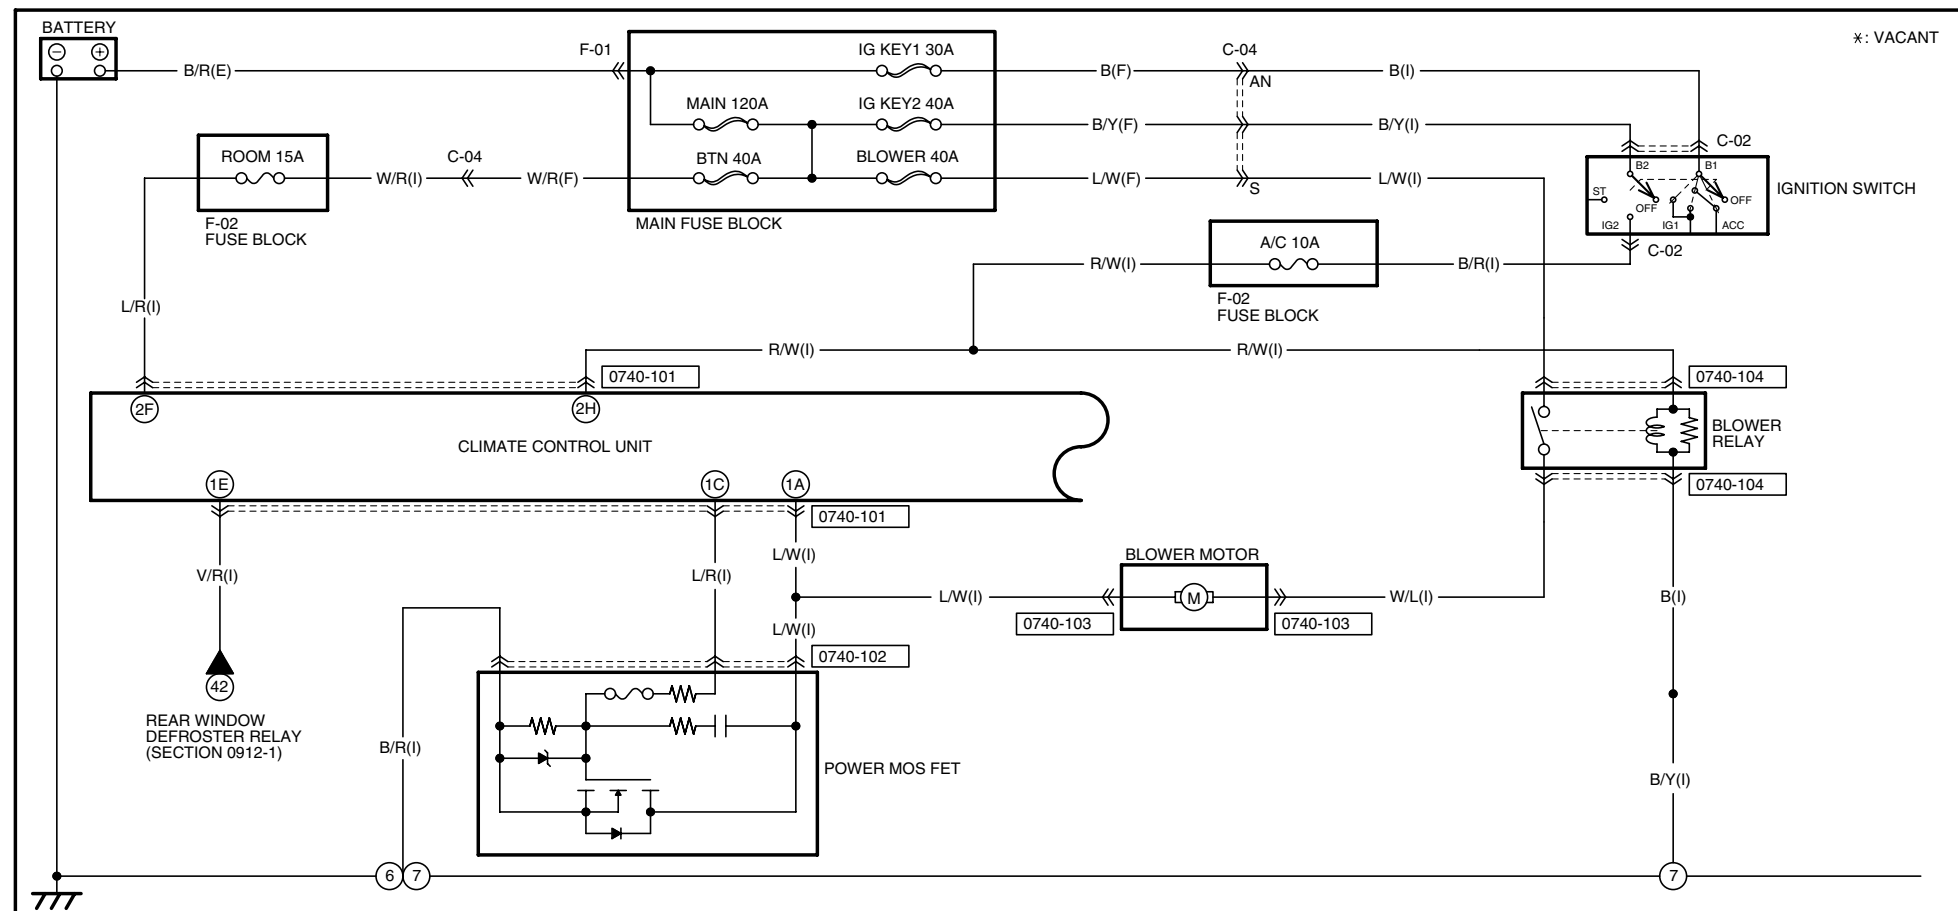 BATTERY
− +
B/R(E)
F-01
IG KEY1 30A
MAIN 120A
IG KEY2 40A
BTN 40A
BLOWER 40A
MAIN FUSE BLOCK
B(F)
C-04
AN
B(I)
B/Y(F)
B/Y(I)
L/W(F)
S
L/W(I)
✳: VACANT
C-02
B2
B1
ST
OFF
OFF
IG2
IG1
ACC
IGNITION SWITCH
C-02
ROOM 15A
F-02
FUSE BLOCK
W/R(I)
C-04
W/R(F)
A/C 10A
F-02
FUSE BLOCK
R/W(I)
B/R(I)
L/R(I)
R/W(I)
R/W(I)
0740-101
0740-104
2F
2H
CLIMATE CONTROL UNIT
BLOWER
RELAY
1E
1C
1A
0740-101
0740-104
L/W(I)
V/R(I)
L/R(I)
BLOWER MOTOR
L/W(I)
M
W/L(I)
B(I)
0740-103
0740-103
L/W(I)
0740-102
42
REAR WINDOW
DEFROSTER RELAY
(SECTION 0912-1)
B/R(I)
POWER MOS FET
B/Y(I)
6 7
7